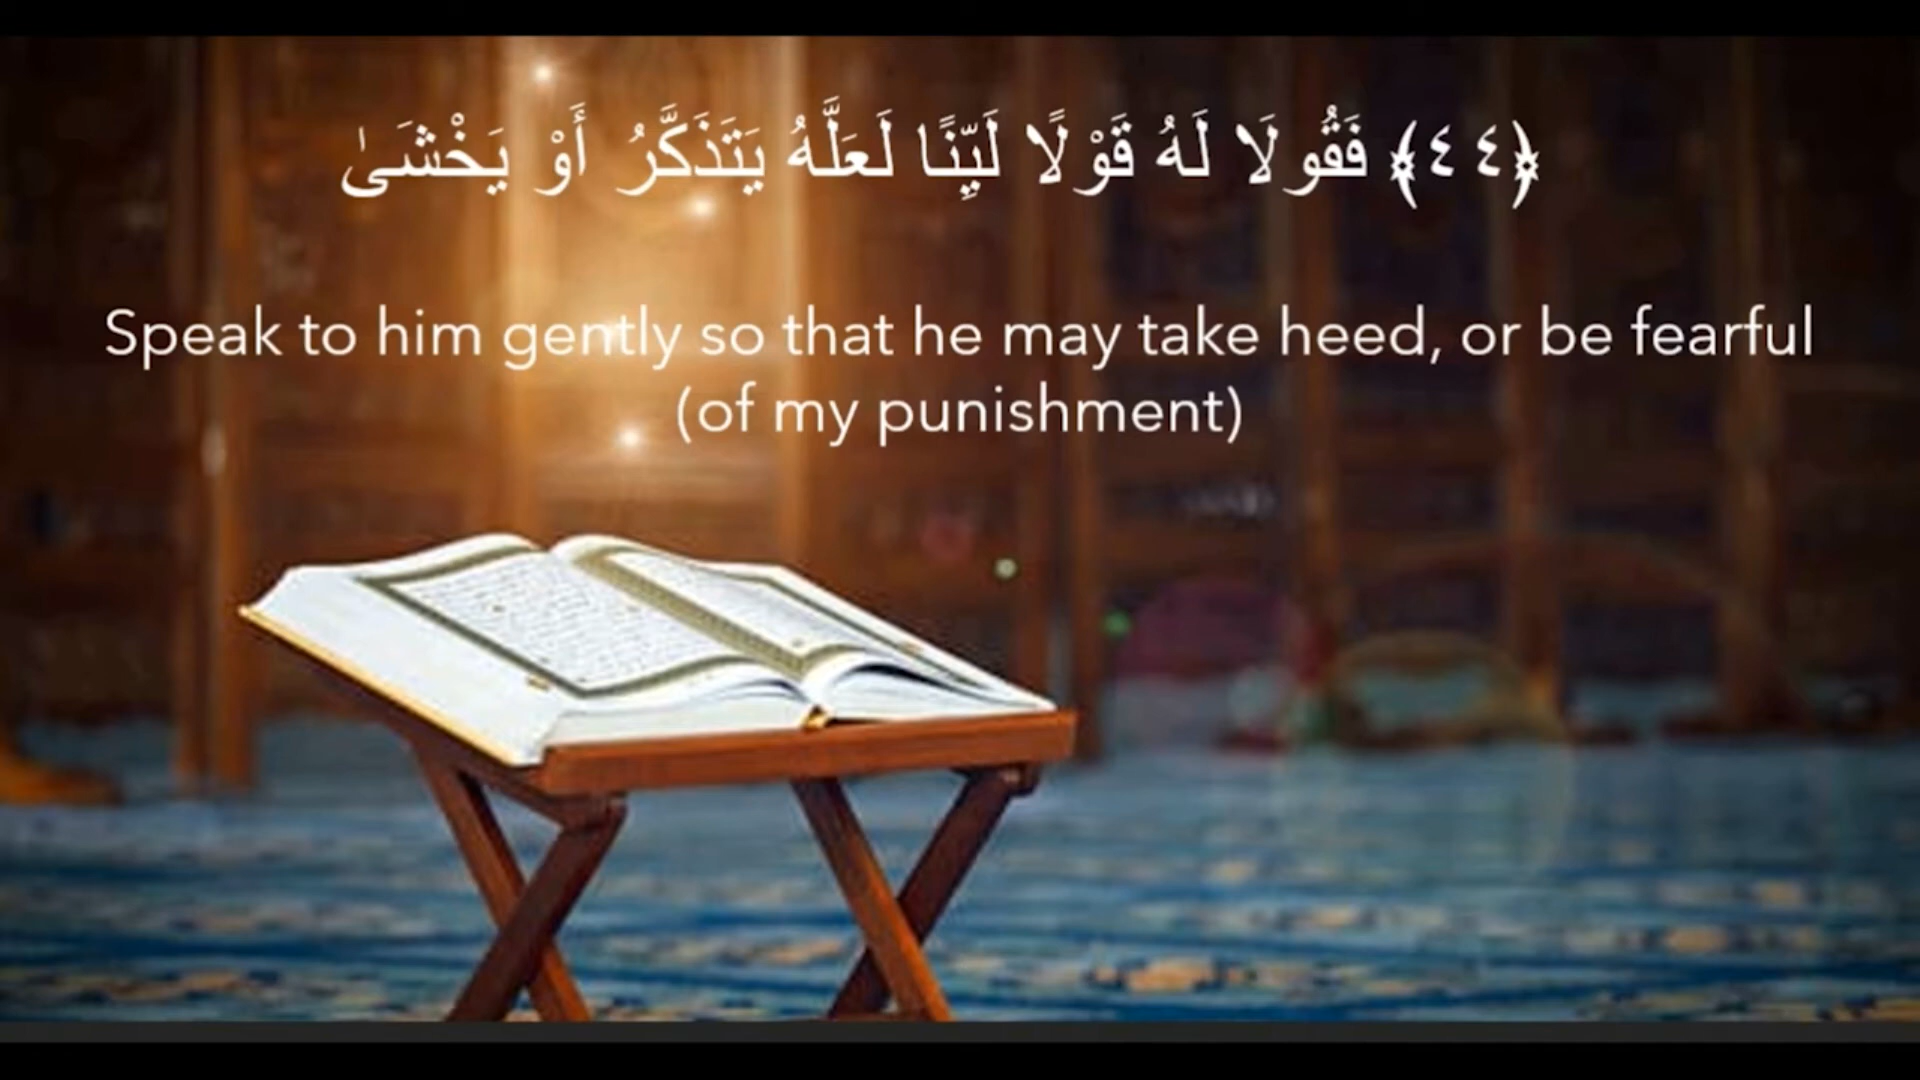 ﴿٤٤﴾ فَقُولَا لَهُ قَوْلًا لَيِّنًا لَعَلَّهُ يَتَذَكَّرُ أَوْ يَخْشَىٰ
Speak to him gently so that he may take heed, or be fearful
(of my punishment)